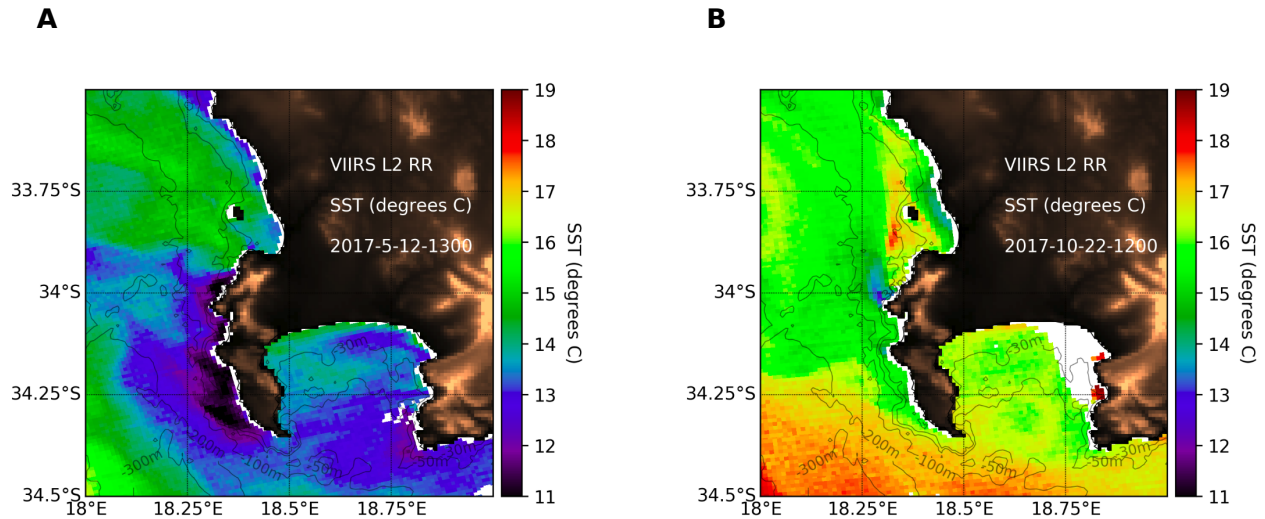 A
B
19
18
17
16
15
14
13
12
11
SST (degrees C)
VIIRS L2 RR
SST (degrees C)
2017-5-12-1300
33.75°S
34°S
34.25°S
34.5°S
18°E
18.25°E
18.5°E
18.75°E
-30m
-300m
-200m
-100m
-50m
-50m
-30m
19
18
17
16
15
14
13
12
11
SST (degrees C)
VIIRS L2 RR
SST (degrees C)
2017-10-22-1200
33.75°S
34°S
34.25°S
34.5°S
18°E
18.25°E
18.5°E
18.75°E
-30m
-300m
-200m
-100m
-50m
-50m
-30m